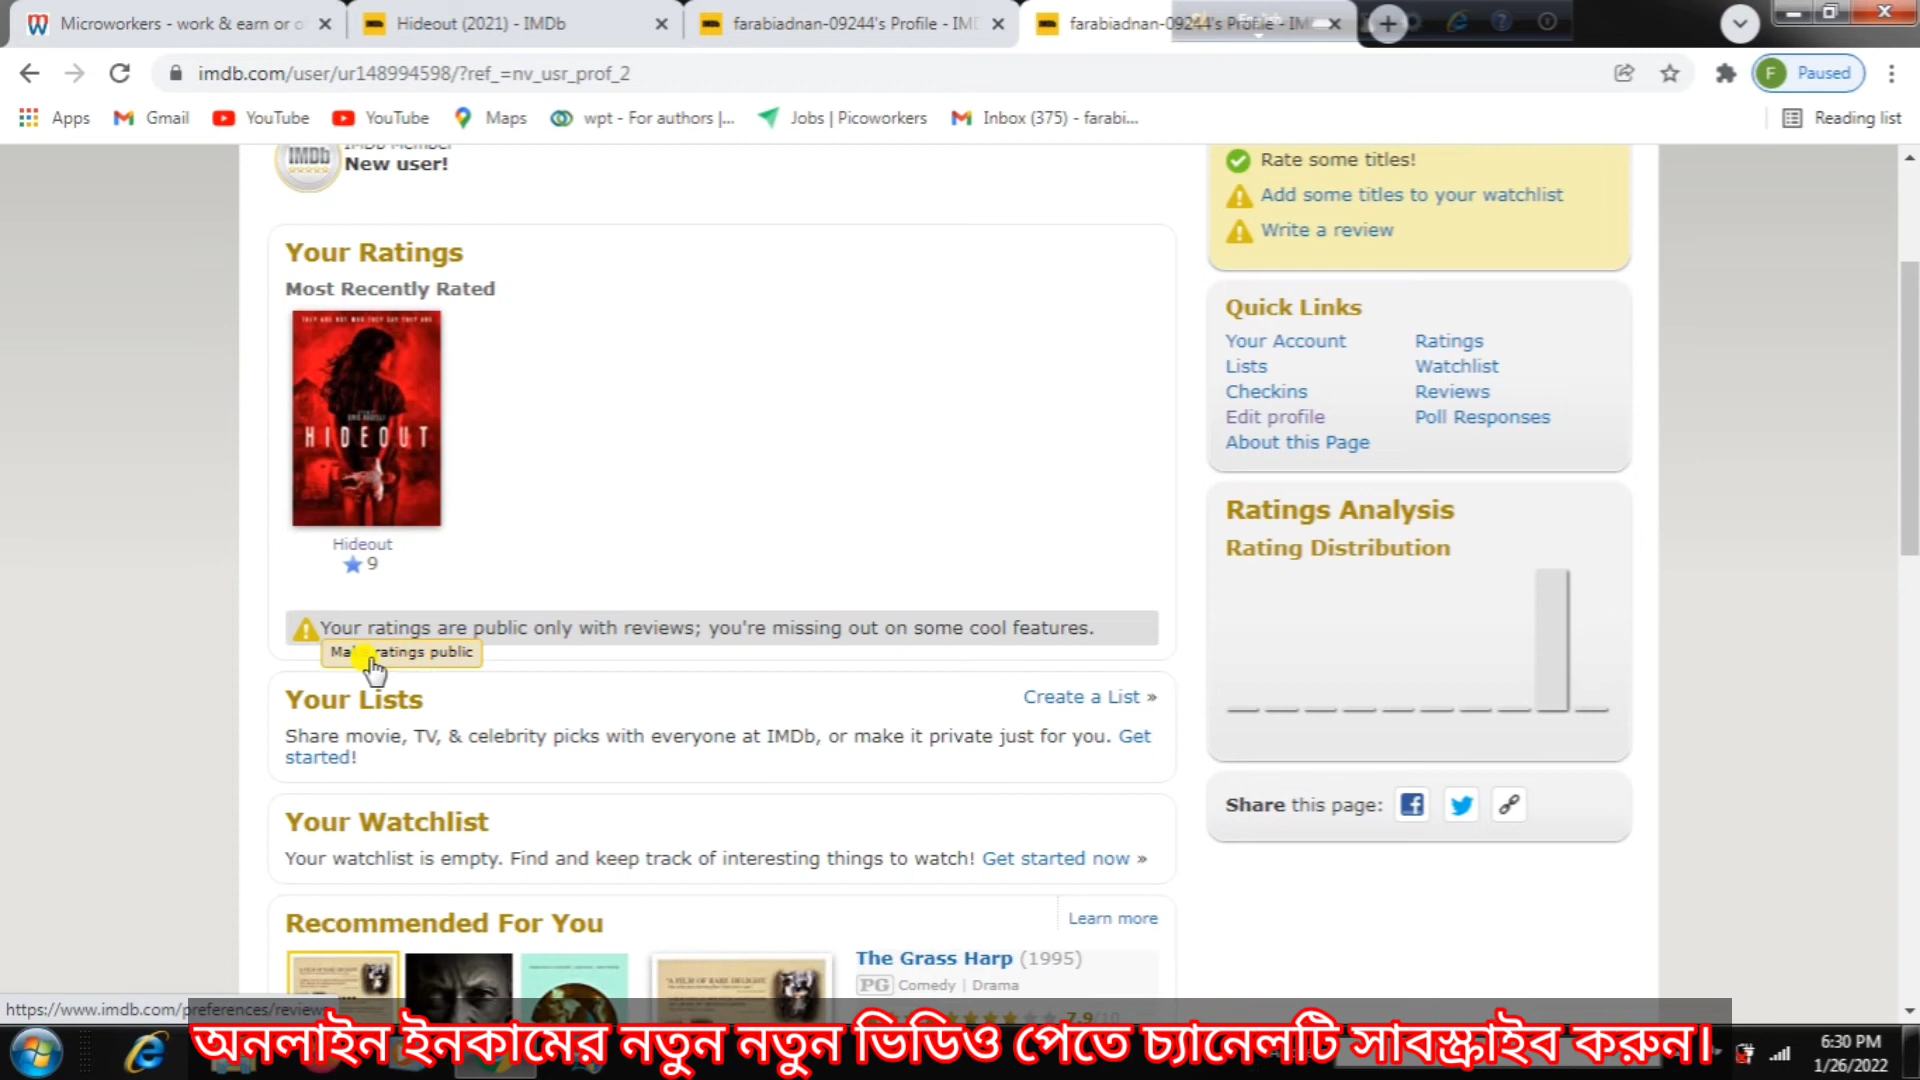 Microworkers - work & earn or o
Hideout (2021) - IMDb
farabiadnan-09244's Profile - IM
farabiadnan-09244's Profile - IM
imdb.com/user/ur148994598/?ref_=nv_usr_prof_2
F Paused
Apps
Gmail
YouTube
YouTube
Maps
wpt - For authors |...
Jobs | Picoworkers
Inbox (375) - farabi...
Reading list
IMDb
IMDb Member
New user!
Rate some titles!
Add some titles to your watchlist
Write a review
Your Ratings
Most Recently Rated
HIDEOUT
Hideout
9
Your ratings are public only with reviews; you're missing out on some cool features.
Make ratings public
Quick Links
Your Account
Ratings
Lists
Watchlist
Checkins
Reviews
Edit profile
Poll Responses
About this Page
Ratings Analysis
Rating Distribution
Your Lists
Create a List »
Share movie, TV, & celebrity picks with everyone at IMDb, or make it private just for you. Get
started!
Share this page:
Your Watchlist
Your watchlist is empty. Find and keep track of interesting things to watch! Get started now »
Recommended For You
Learn more
The Grass Harp (1995)
PG Comedy | Drama
7.9/10
https://www.imdb.com/preferences/review
অনলাইন ইনকামের নতুন নতুন ভিডিও পেতে চ্যানেলটি সাবস্ক্রাইব করুন।
6:30 PM
1/26/2022